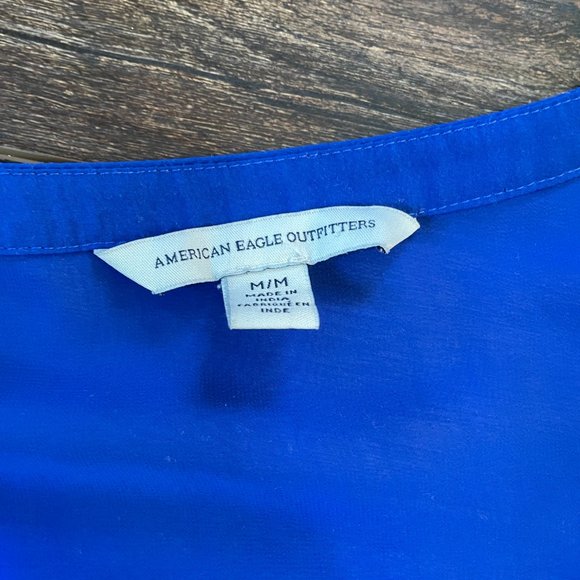 AMERICAN EAGLE OUTFITTERS
M/M
MADE IN
INDIA
FABRIQUÉ EN
INDE